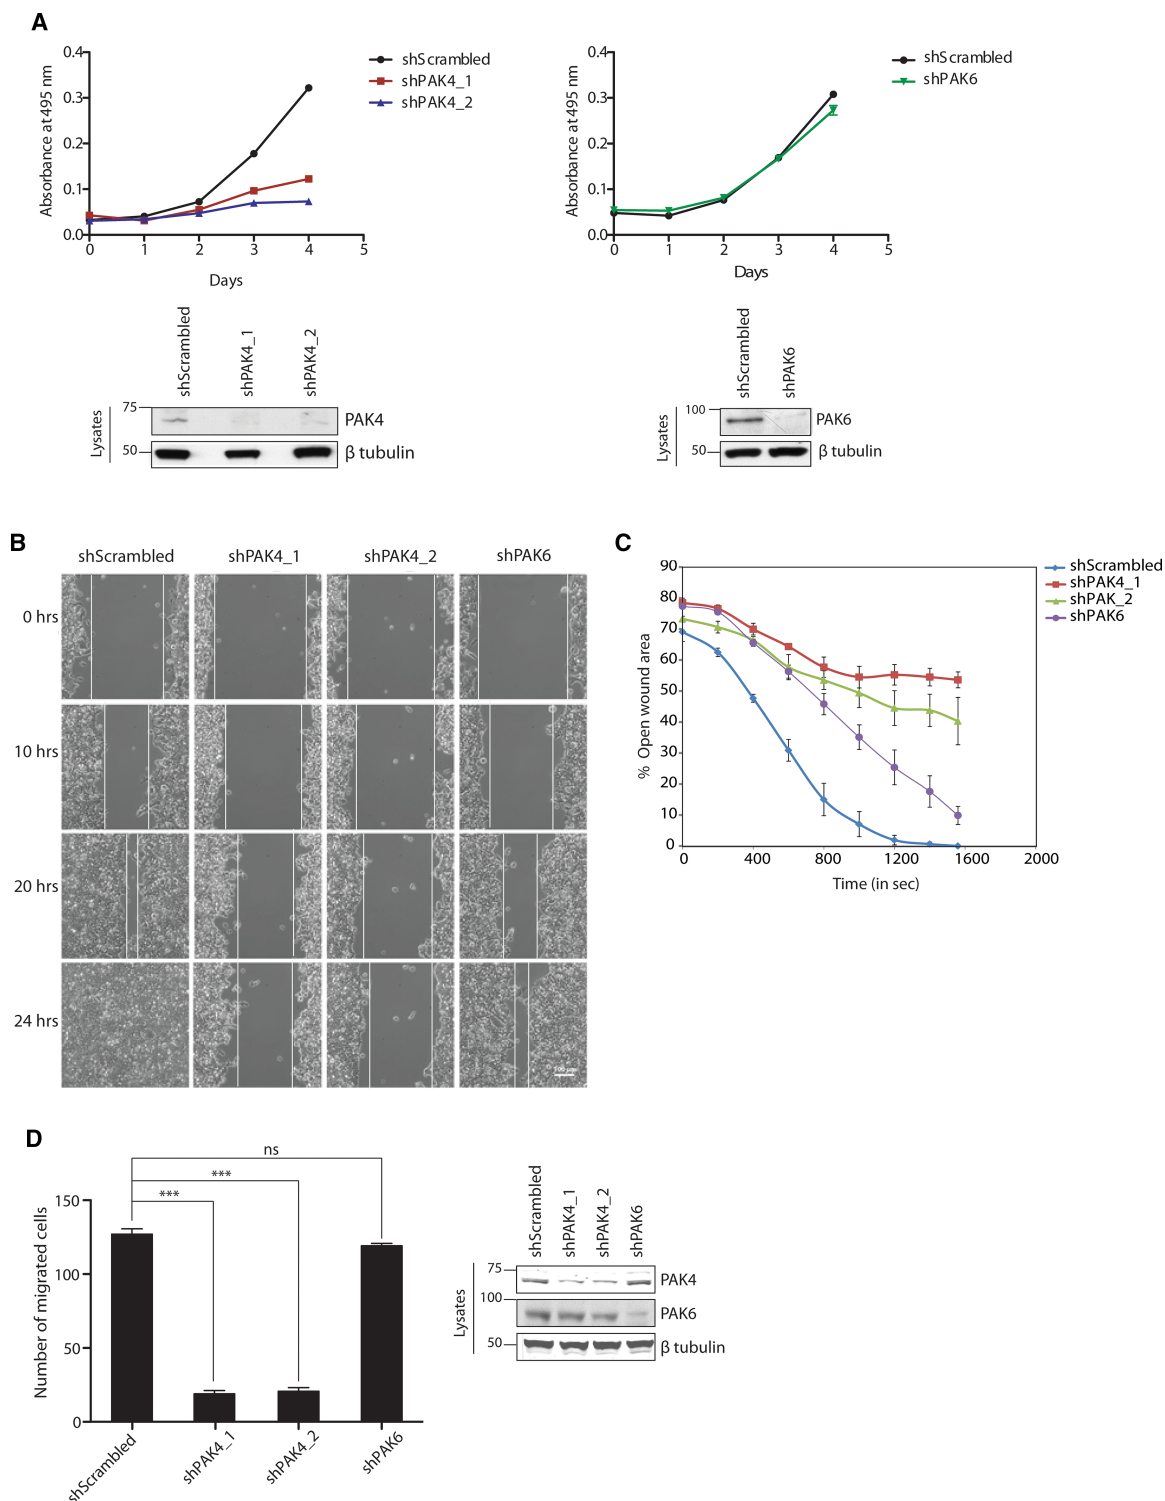 A
0.4
0.3
0.2
0.1
0.0
Absorbance at 495 nm
0 1 2 3 4 5
Days
shScrambled
shPAK4_1
shPAK4_2
0.4
0.3
0.2
0.1
0.0
Absorbance at 495 nm
0 1 2 3 4 5
Days
shScrambled
shPAK6
shScrambled
shPAK4_1
shPAK4_2
Lysates
75
PAK4
50
β tubulin
shScrambled
shPAK6
Lysates
100
PAK6
50
β tubulin
B
shScrambled shPAK4_1 shPAK4_2 shPAK6
0 hrs
10 hrs
20 hrs
24 hrs
100 µm
C
90
80
70
60
50
40
30
20
10
0
% Open wound area
0 400 800 1200 1600 2000
Time (in sec)
shScrambled
shPAK4_1
shPAK_2
shPAK6
D
ns
***
***
150
100
50
0
Number of migrated cells
shScrambled
shPAK4_1
shPAK4_2
shPAK6
shScrambled
shPAK4_1
shPAK4_2
shPAK6
Lysates
75
PAK4
100
PAK6
50
β tubulin